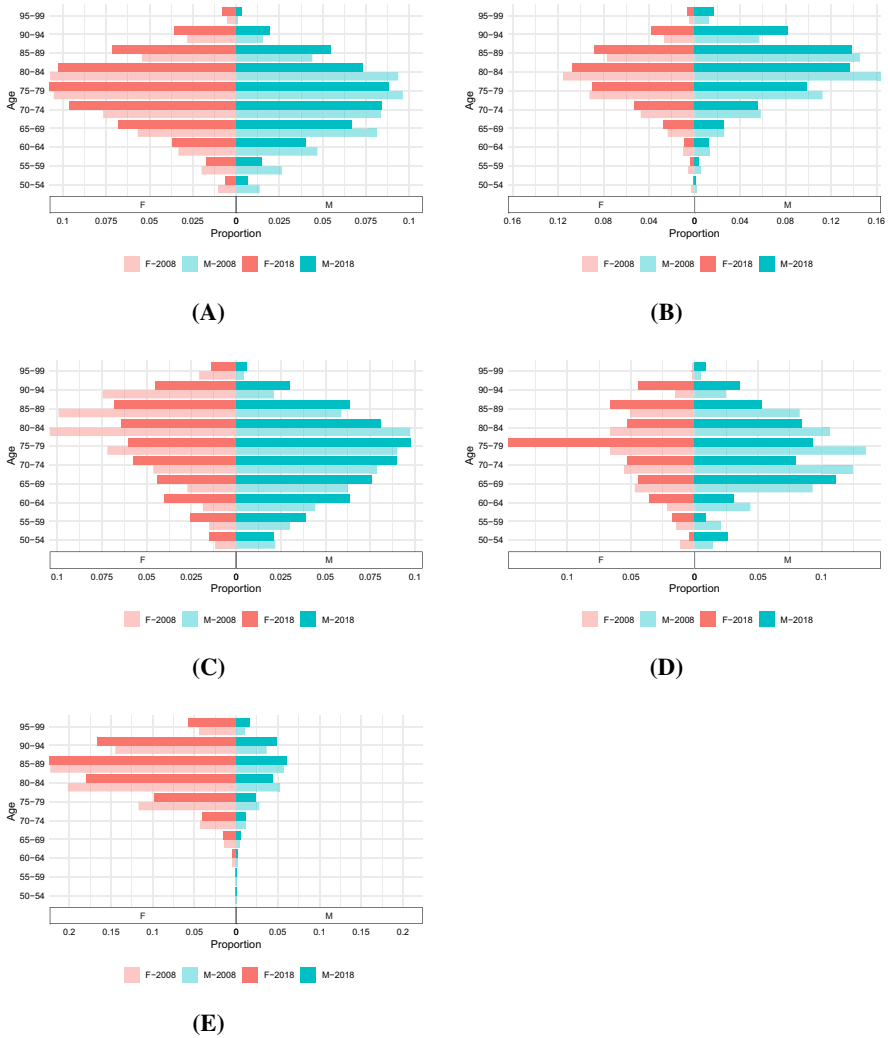 95−99
90−94
85−89
80−84
75−79
70−74
65−69
60−64
55−59
50−54
Age
F M
0.1 0.075 0.05 0.025 0 0.025 0.05 0.075 0.1
Proportion
F−2008 M−2008 F−2018 M−2018
(A)
95−99
90−94
85−89
80−84
75−79
70−74
65−69
60−64
55−59
50−54
Age
F M
0.16 0.12 0.08 0.04 0 0.04 0.08 0.12 0.16
Proportion
F−2008 M−2008 F−2018 M−2018
(B)
95−99
90−94
85−89
80−84
75−79
70−74
65−69
60−64
55−59
50−54
Age
F M
0.1 0.075 0.05 0.025 0 0.025 0.05 0.075 0.1
Proportion
F−2008 M−2008 F−2018 M−2018
(C)
95−99
90−94
85−89
80−84
75−79
70−74
65−69
60−64
55−59
50−54
Age
F M
0.1 0.05 0 0.05 0.1
Proportion
F−2008 M−2008 F−2018 M−2018
(D)
95−99
90−94
85−89
80−84
75−79
70−74
65−69
60−64
55−59
50−54
Age
F M
0.2 0.15 0.1 0.05 0 0.05 0.1 0.15 0.2
Proportion
F−2008 M−2008 F−2018 M−2018
(E)